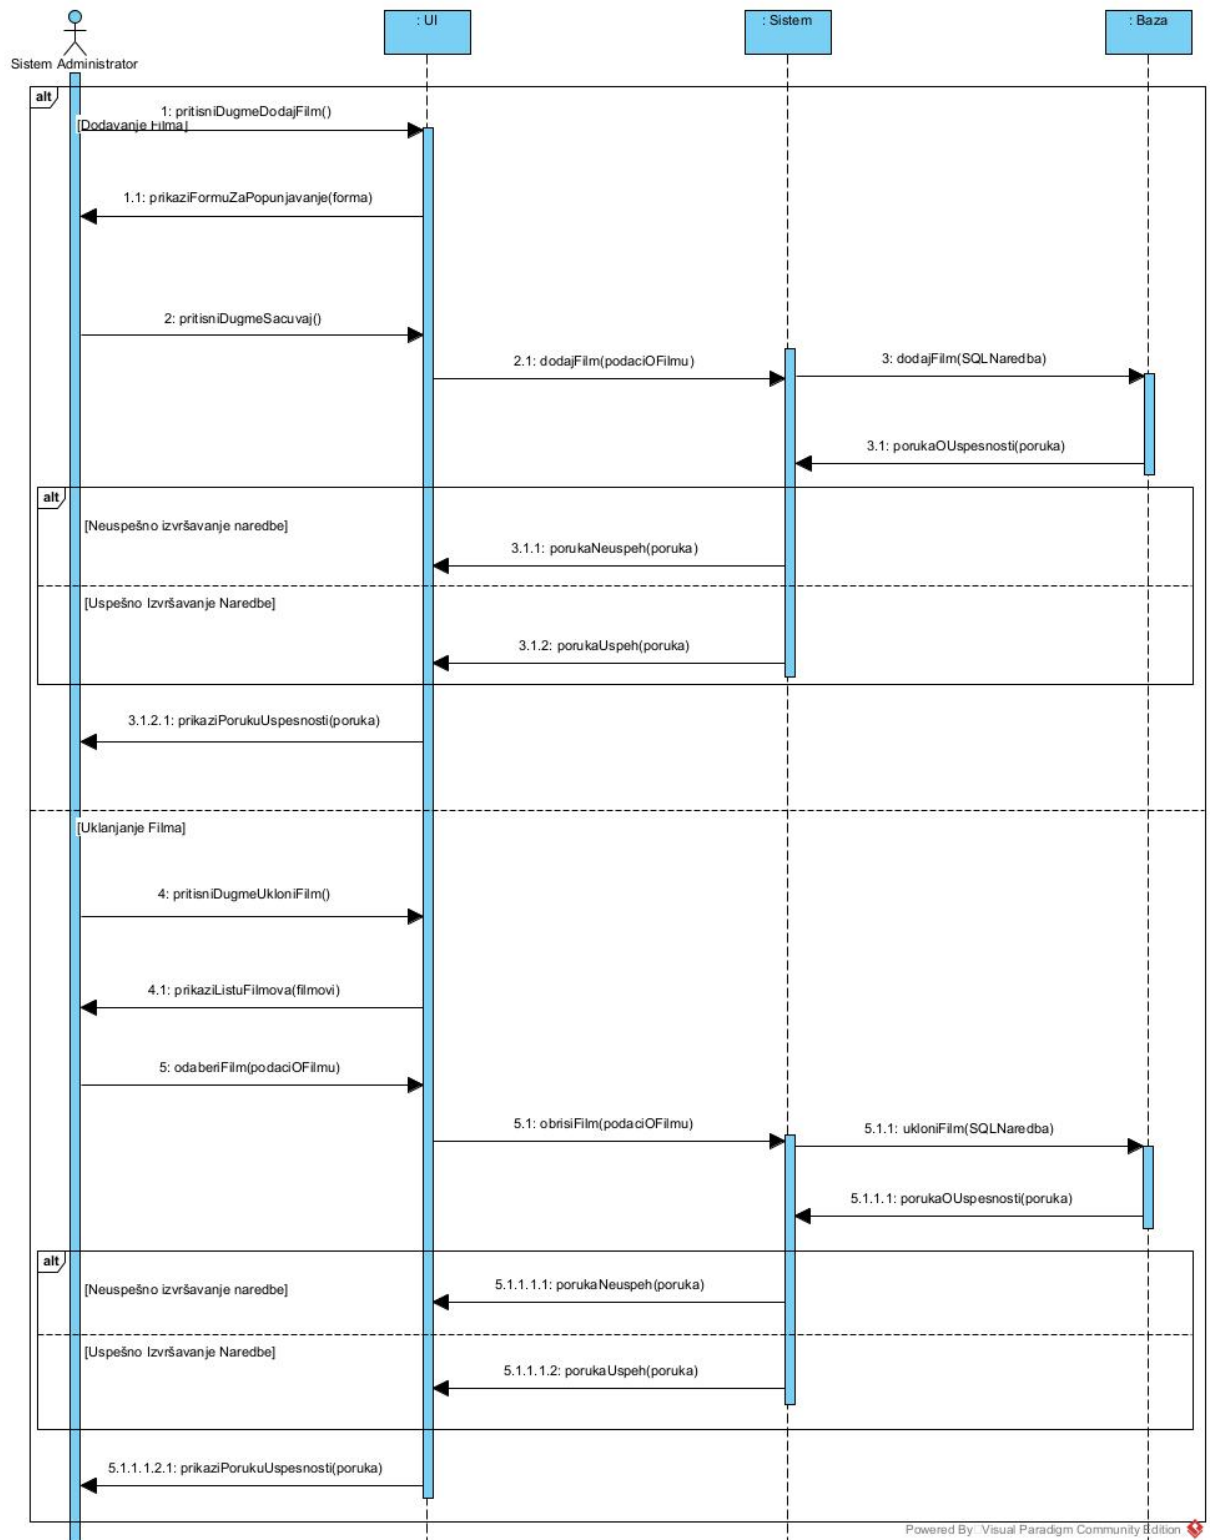 : UI
: Sistem
: Baza
Sistem Administrator
alt
1: pritisniDugmeDodajFilm()
[Dodavanje Filma]
1.1: prikaziFormuZaPopunjavanje(forma)
2: pritisniDugmeSacuvaj()
2.1: dodajFilm(podaciOFilmu)
3: dodajFilm(SQLNaredba)
3.1: porukaOUspesnosti(poruka)
alt
[Neuspešno izvršavanje naredbe]
3.1.1: porukaNeuspeh(poruka)
[Uspešno Izvršavanje Naredbe]
3.1.2: porukaUspeh(poruka)
3.1.2.1: prikaziPorukuUspesnosti(poruka)
[Uklanjanje Filma]
4: pritisniDugmeUkloniFilm()
4.1: prikaziListuFilmova(filmovi)
5: odaberiFilm(podaciOFilmu)
5.1: obrisiFilm(podaciOFilmu)
5.1.1: ukloniFilm(SQLNaredba)
5.1.1.1: porukaOUspesnosti(poruka)
alt
[Neuspešno izvršavanje naredbe]
5.1.1.1.1: porukaNeuspeh(poruka)
[Uspešno Izvršavanje Naredbe]
5.1.1.1.2: porukaUspeh(poruka)
5.1.1.1.2.1: prikaziPorukuUspesnosti(poruka)
Powered By Visual Paradigm Community Edition